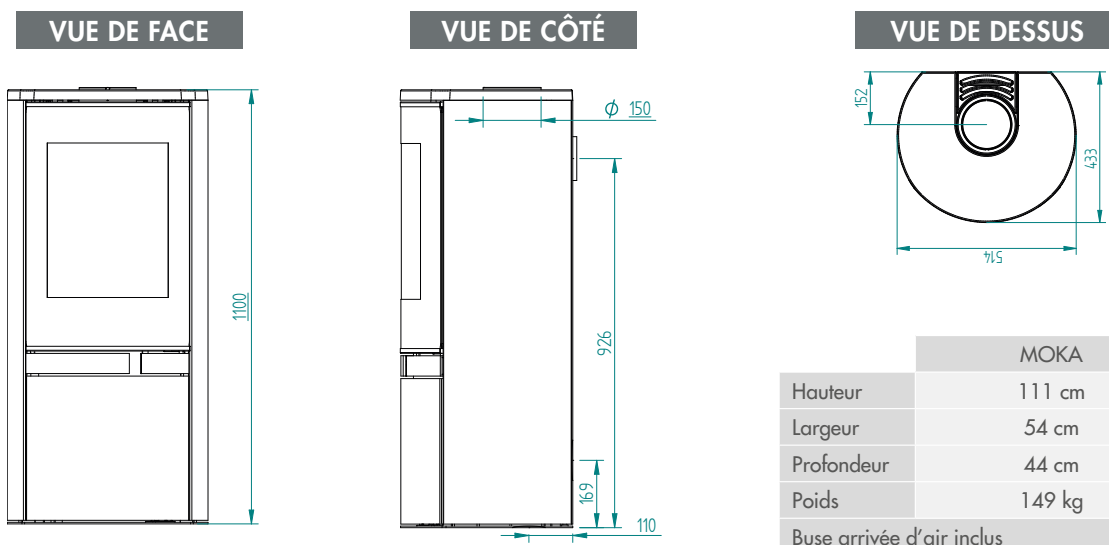 VUE DE FACE
VUE DE CÔTÉ
VUE DE DESSUS
1100
Φ 150
926
169
110
152
433
514
MOKA
Hauteur 111 cm
Largeur 54 cm
Profondeur 44 cm
Poids 149 kg
Buse arrivée d'air inclus